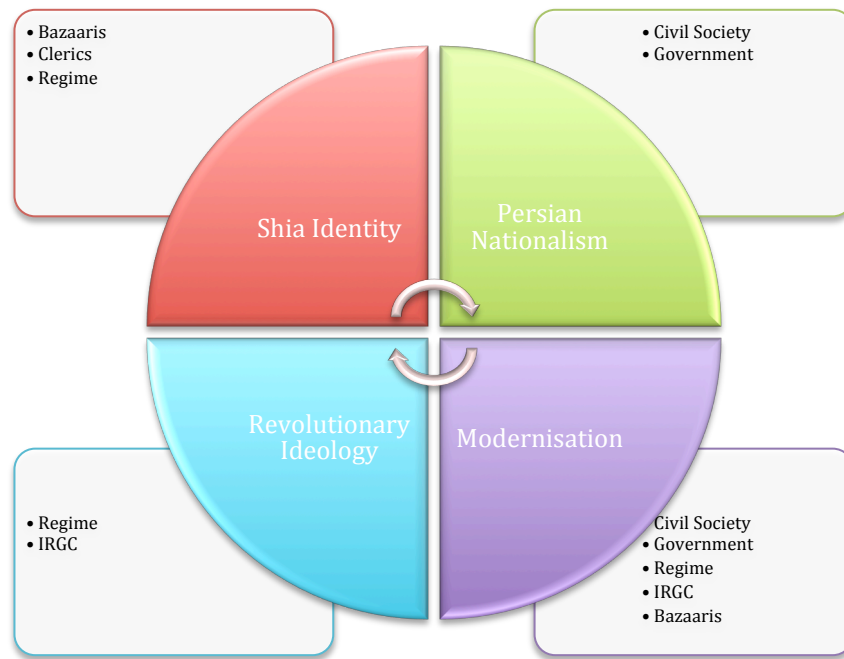 • Bazaaris
• Clerics
• Regime
• Civil Society
• Government
Shia Identity
Persian
Nationalism
Revolutionary
Ideology
Modernisation
• Regime
• IRGC
Civil Society
• Government
• Regime
• IRGC
• Bazaaris